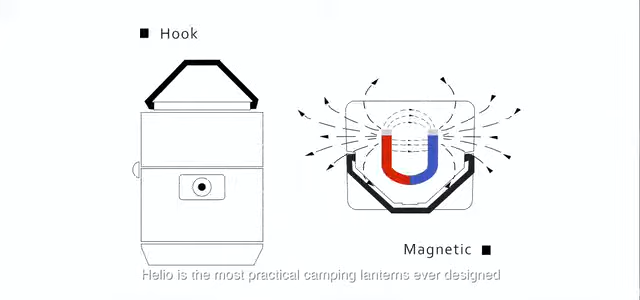 Hook
Magnetic
Helio is the most practical camping lanterns ever designed